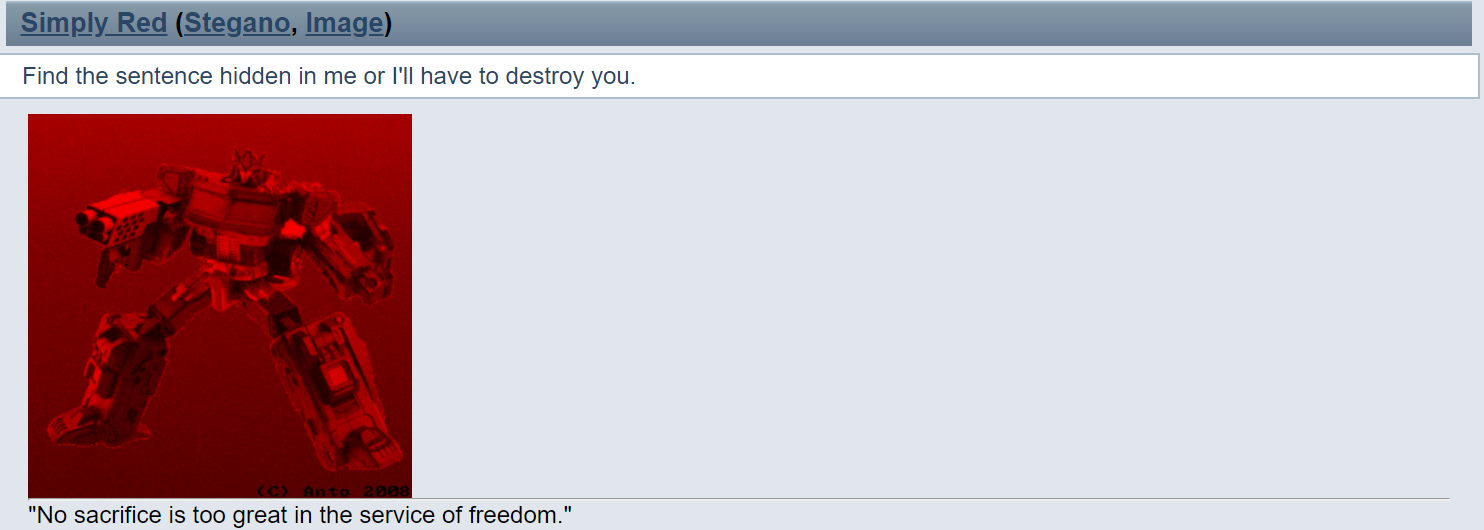 Simply Red (Stegano, Image)
Find the sentence hidden in me or I'll have to destroy you.
(C) Anto 2008
"No sacrifice is too great in the service of freedom."